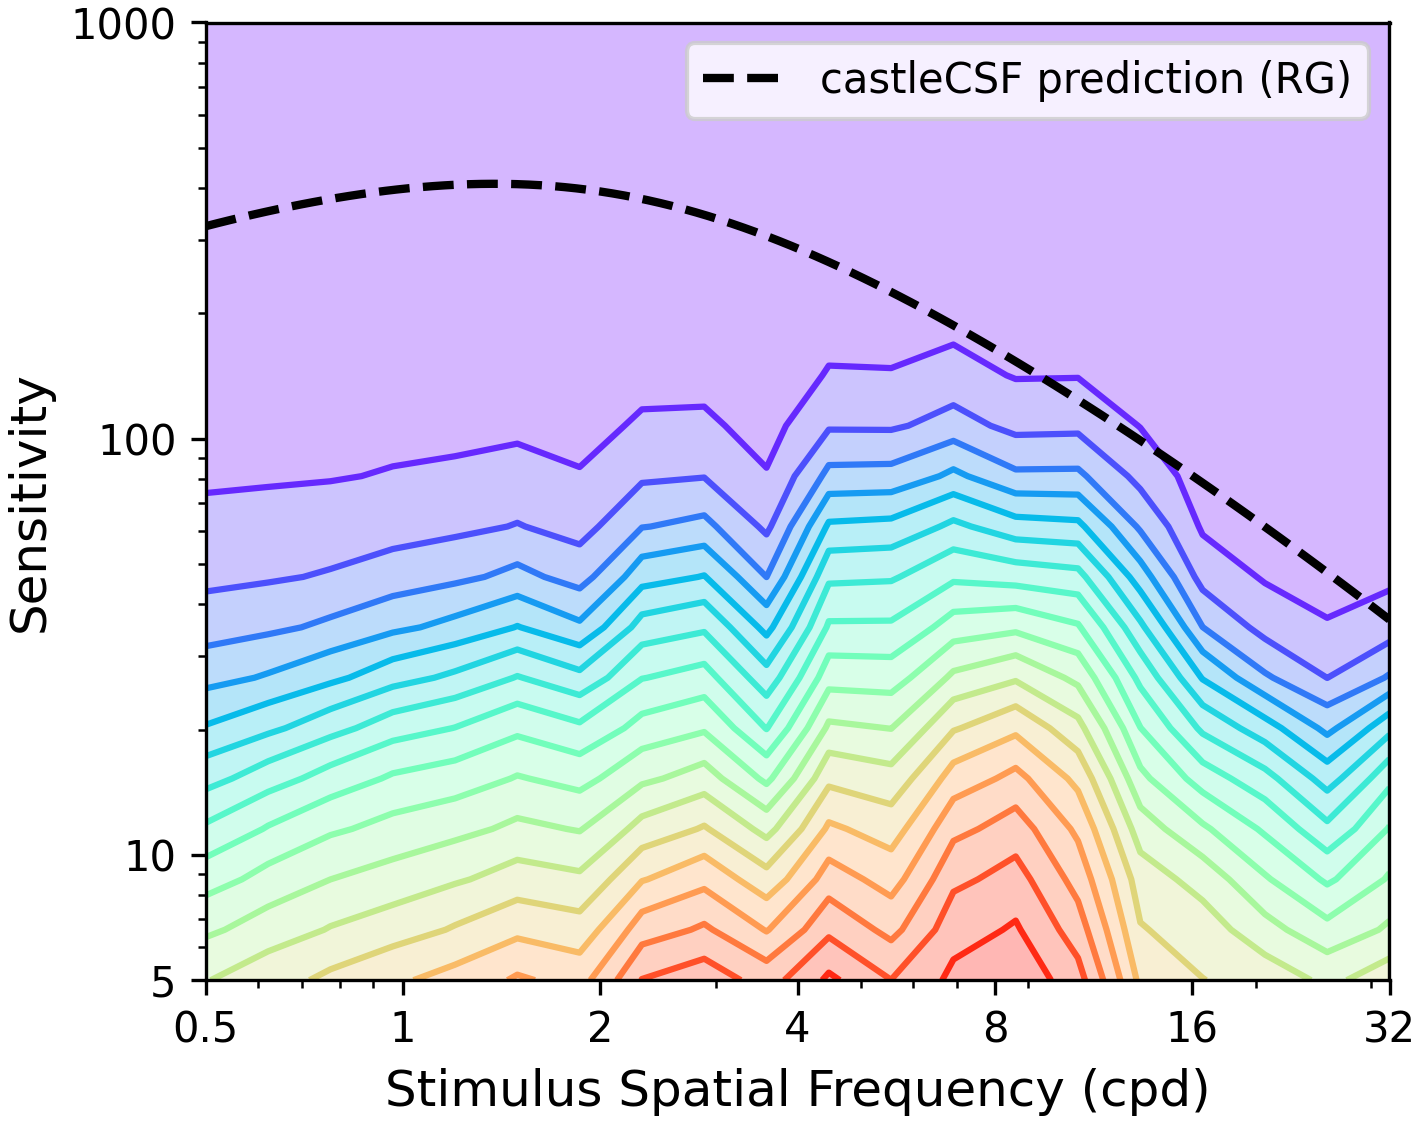 1000
castleCSF prediction (RG)
Sensitivity
100
10
5
0.5 1 2 4 8 16 32
Stimulus Spatial Frequency (cpd)